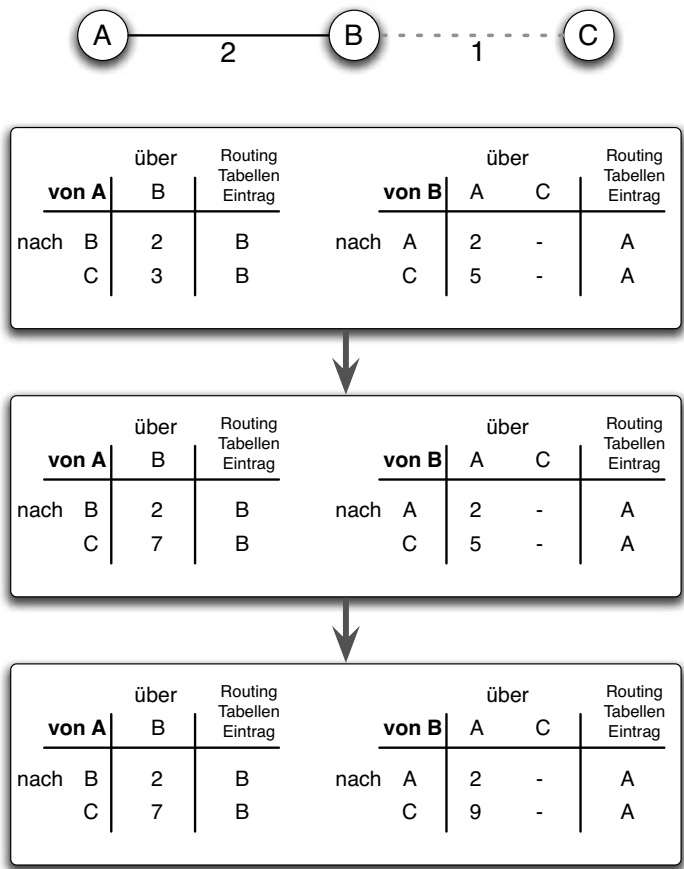 A B C
2 1
über Routing über Routing
Tabellen Tabellen
von A B Eintrag von B A C Eintrag
nach B 2 B nach A 2 - A
C 3 B C 5 - A
über Routing über Routing
Tabellen Tabellen
von A B Eintrag von B A C Eintrag
nach B 2 B nach A 2 - A
C 7 B C 5 - A
über Routing über Routing
Tabellen Tabellen
von A B Eintrag von B A C Eintrag
nach B 2 B nach A 2 - A
C 7 B C 9 - A